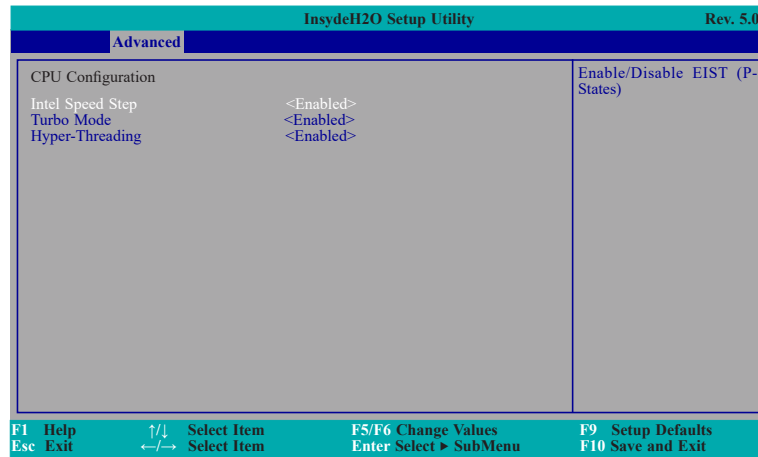 InsydeH2O Setup Utility Rev. 5.0
Advanced
CPU Configuration
Intel Speed Step <Enabled>
Turbo Mode <Enabled>
Hyper-Threading <Enabled>
Enable/Disable EIST (P-
States)
F1 Help ↑/↓ Select Item F5/F6 Change Values F9 Setup Defaults
Esc Exit ←/→ Select Item Enter Select ► SubMenu F10 Save and Exit